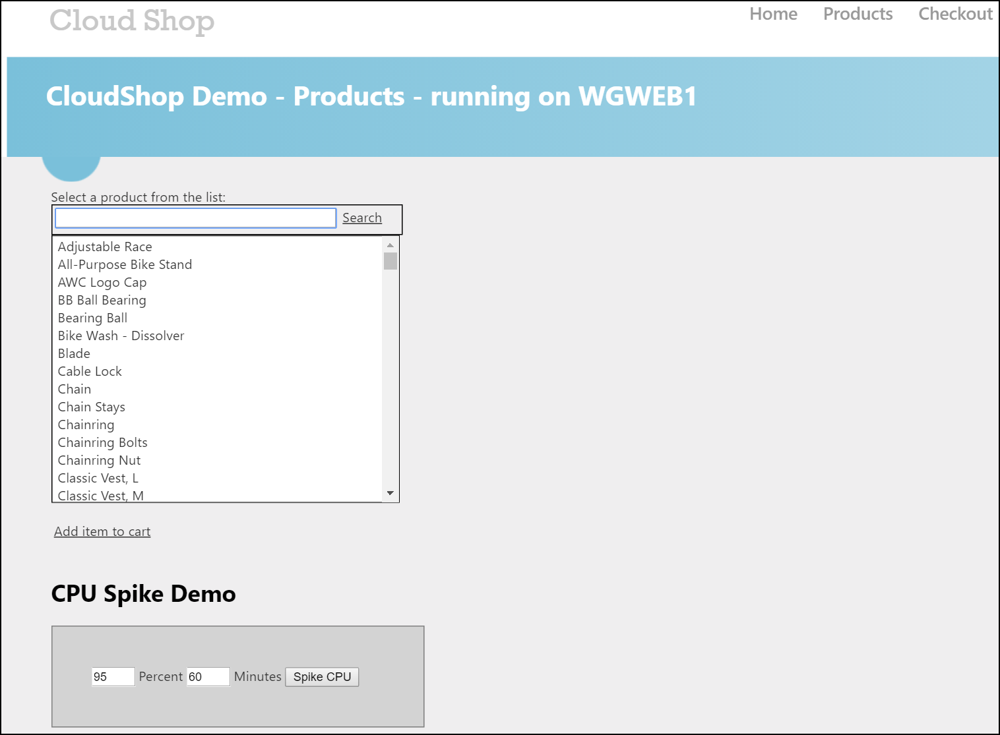 Cloud Shop
Home Products Checkout
CloudShop Demo - Products - running on WGWEB1
Select a product from the list:
Search
Adjustable Race
All-Purpose Bike Stand
AWC Logo Cap
BB Ball Bearing
Bearing Ball
Bike Wash - Dissolver
Blade
Cable Lock
Chain
Chain Stays
Chainring
Chainring Bolts
Chainring Nut
Classic Vest, L
Classic Vest, M
Add item to cart
CPU Spike Demo
95 Percent 60 Minutes Spike CPU